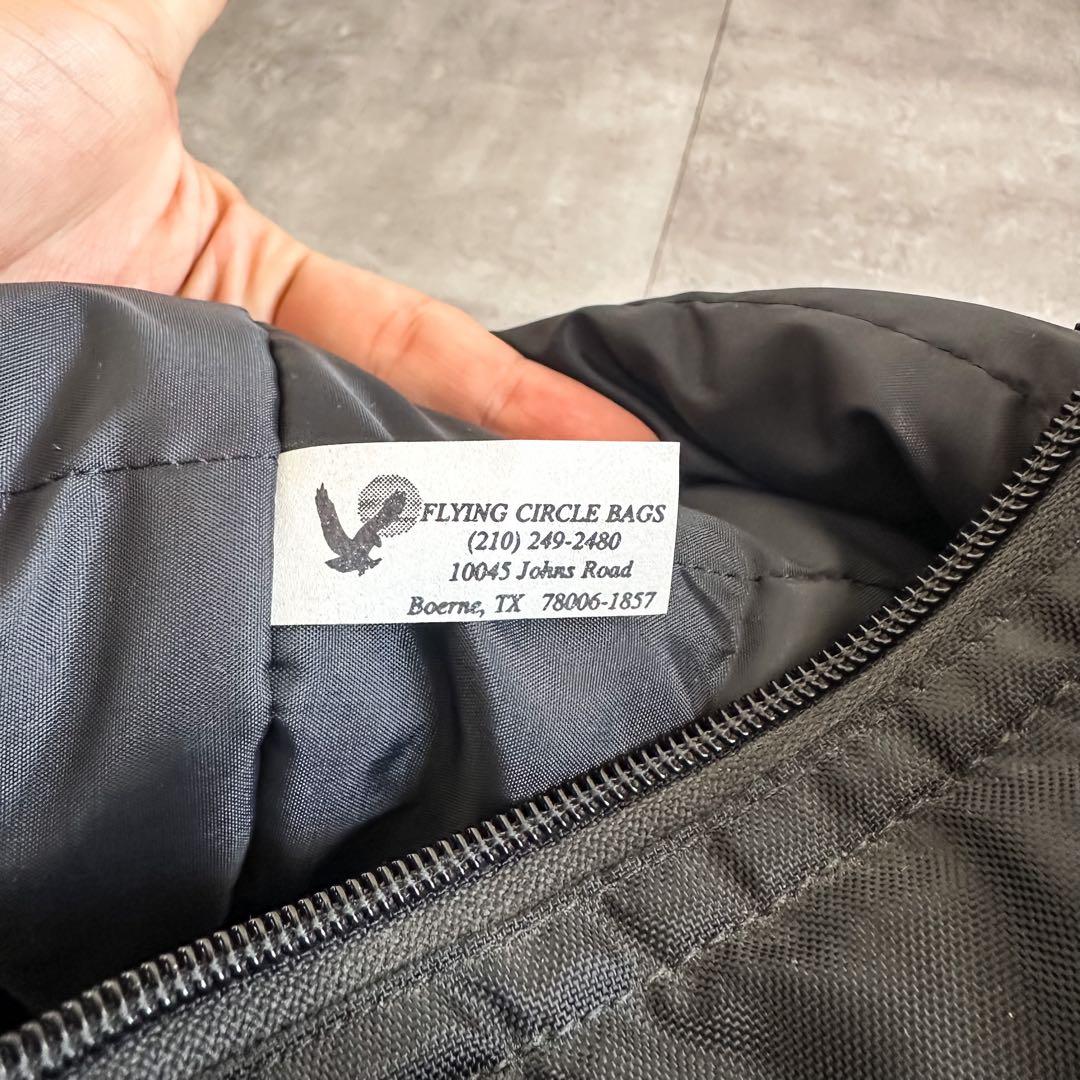 FLYING CIRCLE BAGS
(210) 249-2480
10045 Johns Road
Boerne, TX 78006-1857